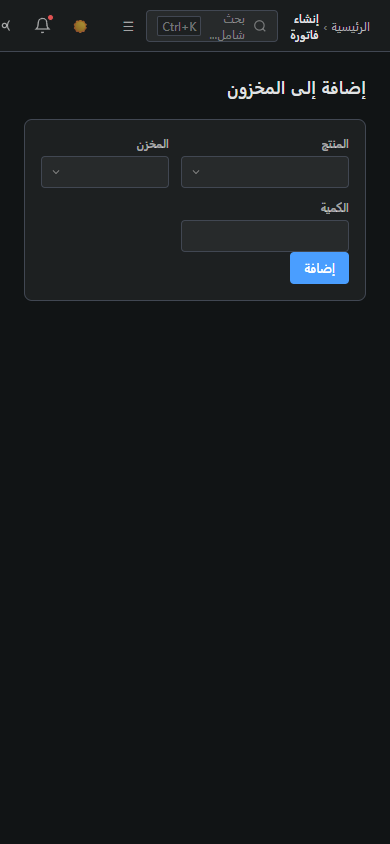 الرئيسية › إنشاء فاتورة
بحث شامل... Ctrl+K
إضافة إلى المخزون
المنتج
المخزن
الكمية
إضافة